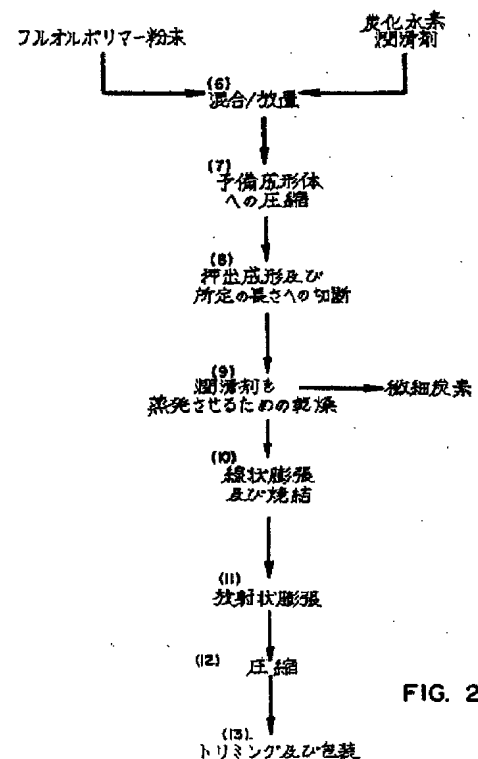 フルオルポリマー粉末
炭化水素
潤滑剤
(6)
混合/放置
(7)
予備成形体
への圧縮
(8)
押出成形及び
所定の長さへの切断
(9)
潤滑剤を
蒸発させるための乾燥
微細炭素
(10)
線状膨張
及び焼結
(11)
放射状膨張
(12) 圧縮
FIG. 2
(13).
トリミング及び包装